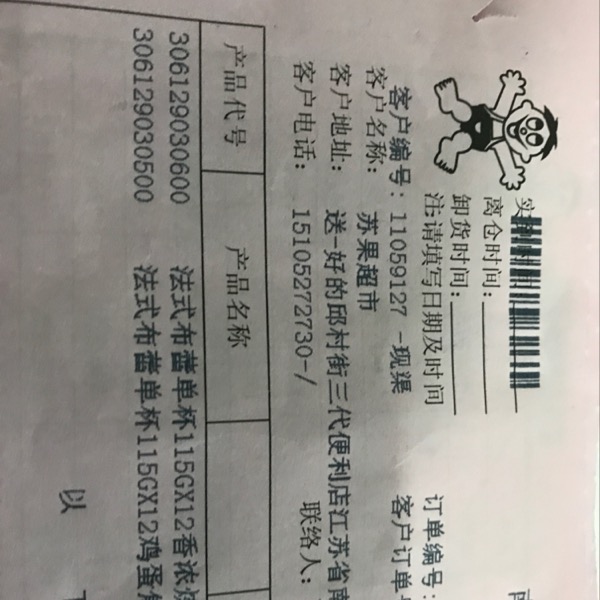 离仓时间:
卸货时间:
注请填写日期及时间
订单编号:
客户编号: 11059127 -现渠
客户订单
客户名称: 苏果超市
客户地址: 送-好的邱村街三代便利店江苏省南
客户电话: 15105272730-/
联络人:
产品代号 产品名称
306129030600 法式布蕾单杯115GX12香浓
306129030500 法式布蕾单杯115GX12鸡蛋
以